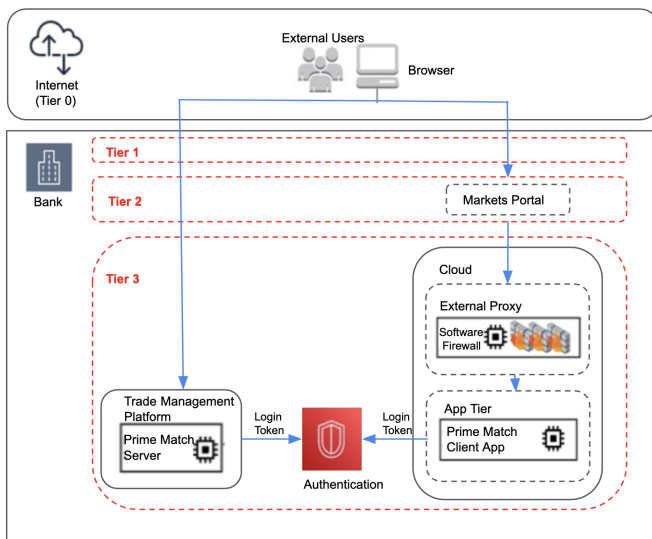 External Users
Browser
Internet
(Tier 0)
Bank
Tier 1
Tier 2
Markets Portal
Tier 3
Cloud
External Proxy
Software
Firewall
Trade Management
Platform
Prime Match
Server
Login
Token
Authentication
Login
Token
App Tier
Prime Match
Client App